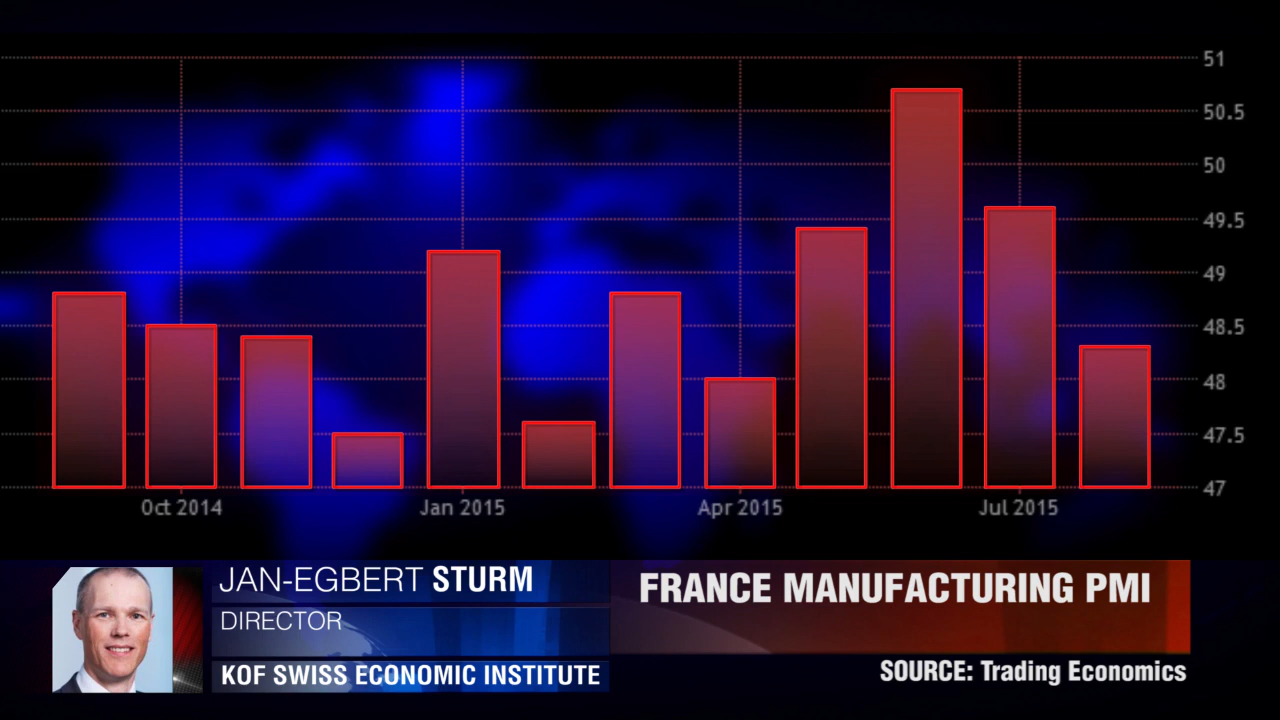 51
50.5
50
49.5
49
48.5
48
47.5
47
Oct 2014 Jan 2015 Apr 2015 Jul 2015
JAN-EGBERT STURM
DIRECTOR
KOF SWISS ECONOMIC INSTITUTE
FRANCE MANUFACTURING PMI
SOURCE: Trading Economics